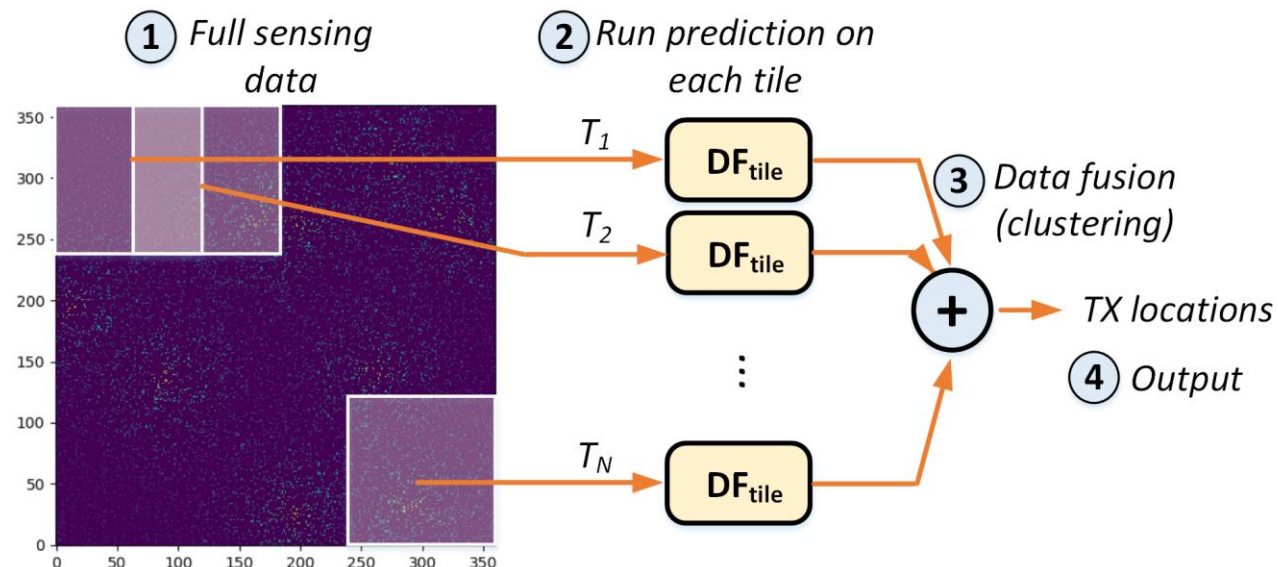 1 Full sensing
data
2 Run prediction on
each tile
350
300
250
200
150
100
50
0
0 50 100 150 200 250 300 350
T1
DFtile
T2
DFtile
⋮
TN
DFtile
3 Data fusion
(clustering)
+
TX locations
4 Output